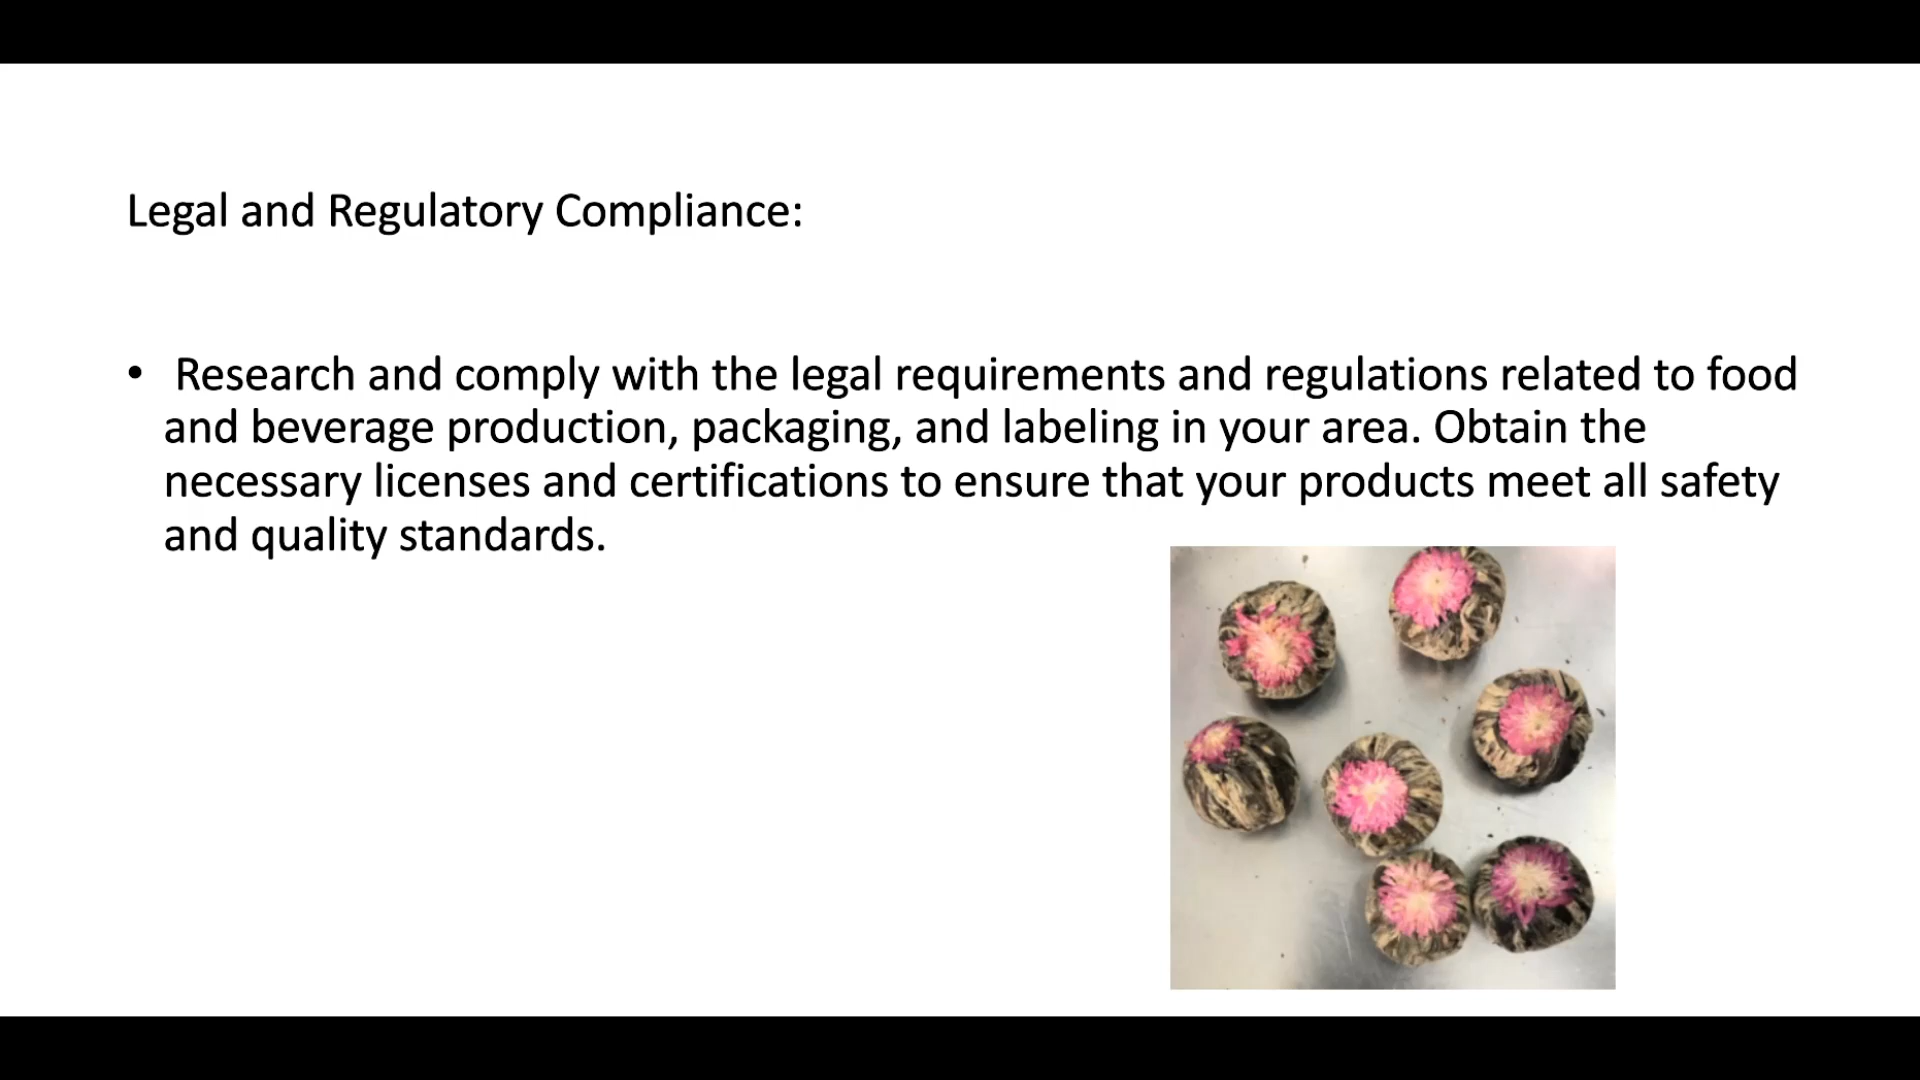 Legal and Regulatory Compliance:
• Research and comply with the legal requirements and regulations related to food
and beverage production, packaging, and labeling in your area. Obtain the
necessary licenses and certifications to ensure that your products meet all safety
and quality standards.